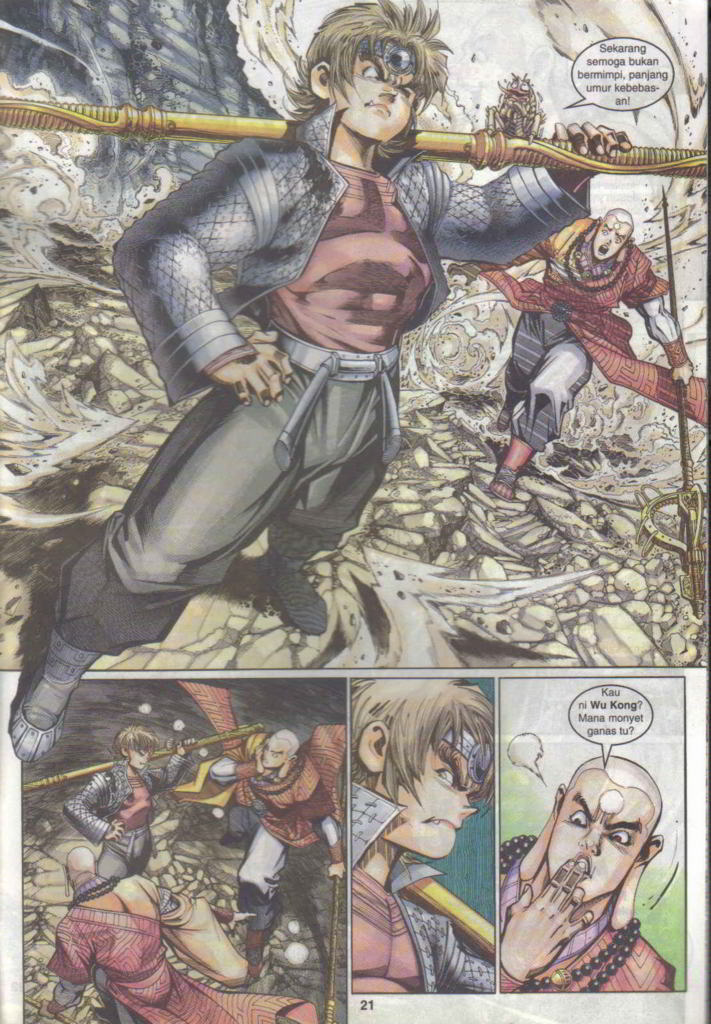 Sekarang
semoga bukan
bermimpi, panjang
umur kebebas-
an!
Kau
ni Wu Kong?
Mana monyet
ganas tu?
21